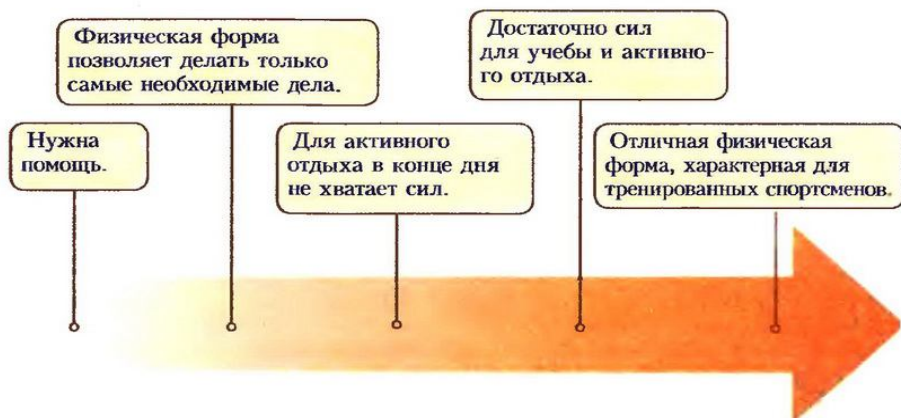 Нужна
помощь.
Физическая форма
позволяет делать только
самые необходимые дела.
Для активного
отдыха в конце дня
не хватает сил.
Достаточно сил
для учебы и активно-
го отдыха.
Отличная физическая
форма, характерная для
тренированных спортсменов.